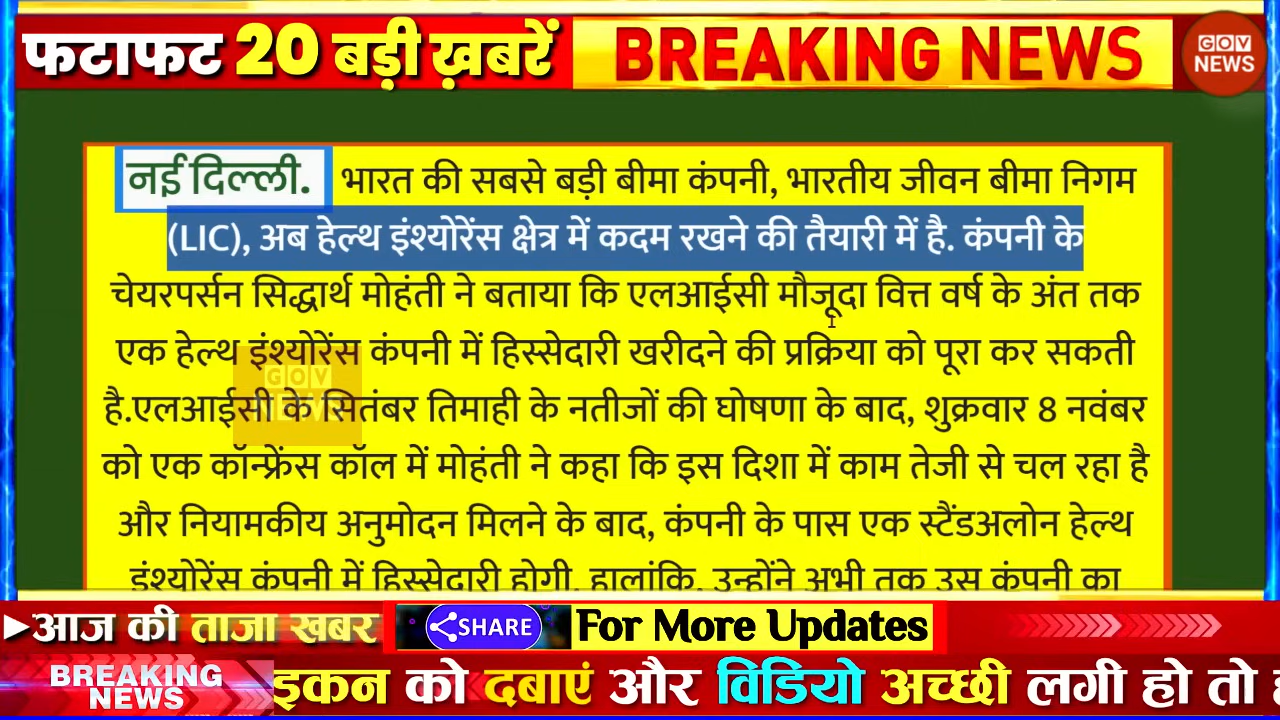 फटाफट 20 बड़ी ख़बरें
BREAKING NEWS
GOV
NEWS
नई दिल्ली. भारत की सबसे बड़ी बीमा कंपनी, भारतीय जीवन बीमा निगम
(LIC), अब हेल्थ इंश्योरेंस क्षेत्र में कदम रखने की तैयारी में है. कंपनी के
चेयरपर्सन सिद्धार्थ मोहंती ने बताया कि एलआईसी मौजूदा वित्त वर्ष के अंत तक
एक हेल्थ इंश्योरेंस कंपनी में हिस्सेदारी खरीदने की प्रक्रिया को पूरा कर सकती
है.एलआईसी के सितंबर तिमाही के नतीजों की घोषणा के बाद, शुक्रवार 8 नवंबर
को एक कॉन्फ्रेंस कॉल में मोहंती ने कहा कि इस दिशा में काम तेजी से चल रहा है
और नियामकीय अनुमोदन मिलने के बाद, कंपनी के पास एक स्टैंडअलोन हेल्थ
इंश्योरेंस कंपनी में हिस्सेदारी होगी. हालांकि, उन्होंने अभी तक उस कंपनी का
GOV
NEWS
आज की ताजा खबर
SHARE
For More Updates
BREAKING
NEWS
इकन को दबाएं और विडियो अच्छी लगी हो तो